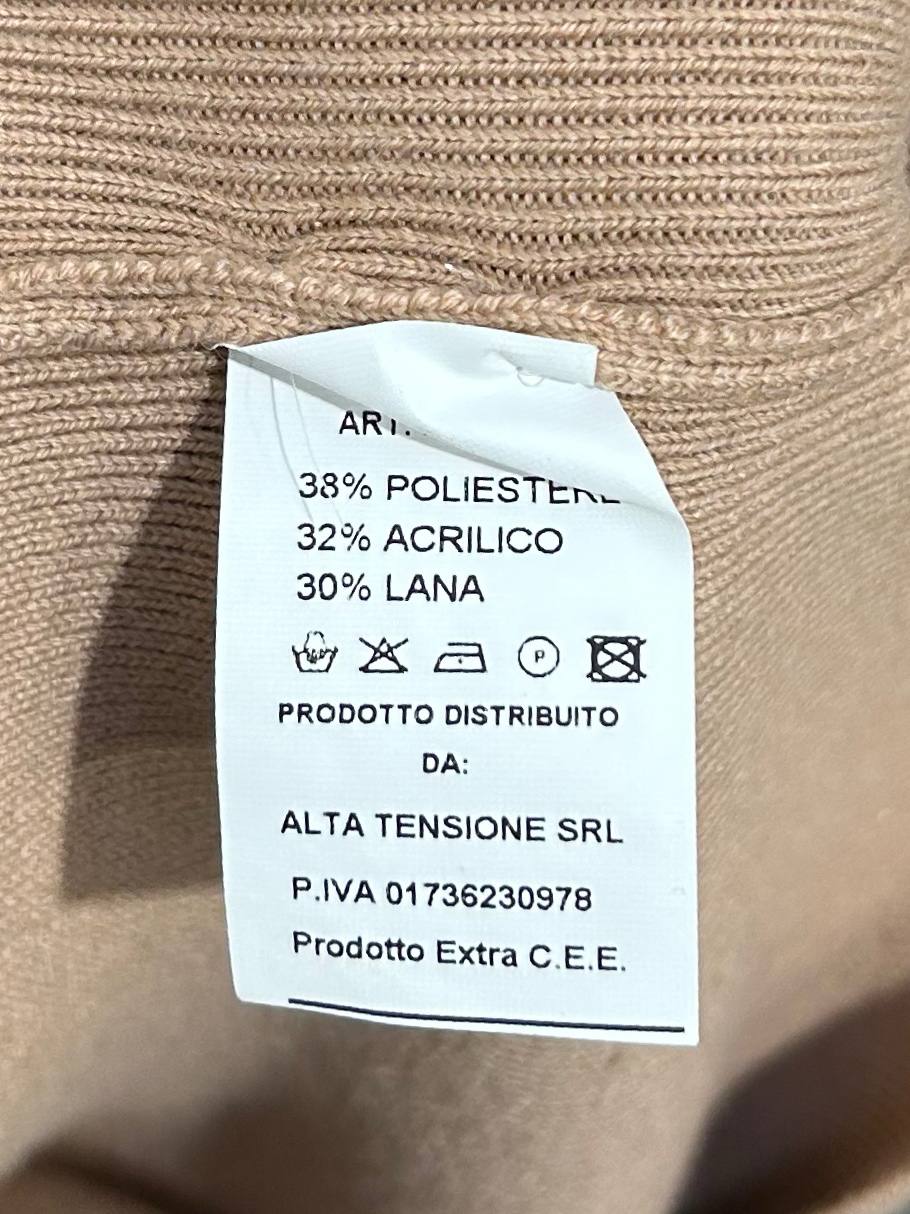 ART.
38% POLIESTERE
32% ACRILICO
30% LANA
P
PRODOTTO DISTRIBUITO
DA:
ALTA TENSIONE SRL
P.IVA 01736230978
Prodotto Extra C.E.E.